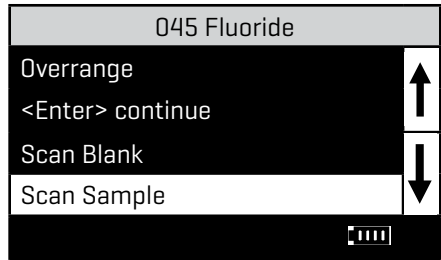 045 Fluoride
Overrange
<Enter> continue
Scan Blank
Scan Sample